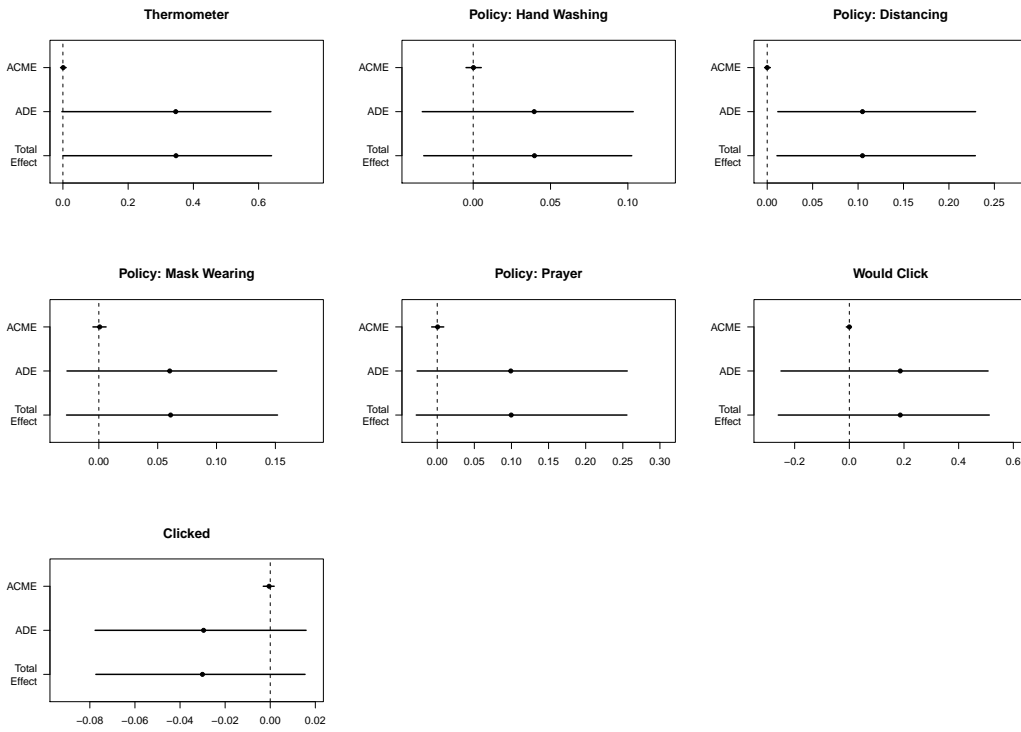 Thermometer
ACME
ADE
Total
Effect
0.0 0.2 0.4 0.6
Policy: Hand Washing
ACME
ADE
Total
Effect
0.00 0.05 0.10
Policy: Distancing
ACME
ADE
Total
Effect
0.00 0.05 0.10 0.15 0.20 0.25
Policy: Mask Wearing
ACME
ADE
Total
Effect
0.00 0.05 0.10 0.15
Policy: Prayer
ACME
ADE
Total
Effect
0.00 0.05 0.10 0.15 0.20 0.25 0.30
Would Click
ACME
ADE
Total
Effect
−0.2 0.0 0.2 0.4 0.6
Clicked
ACME
ADE
Total
Effect
−0.08 −0.06 −0.04 −0.02 0.00 0.02